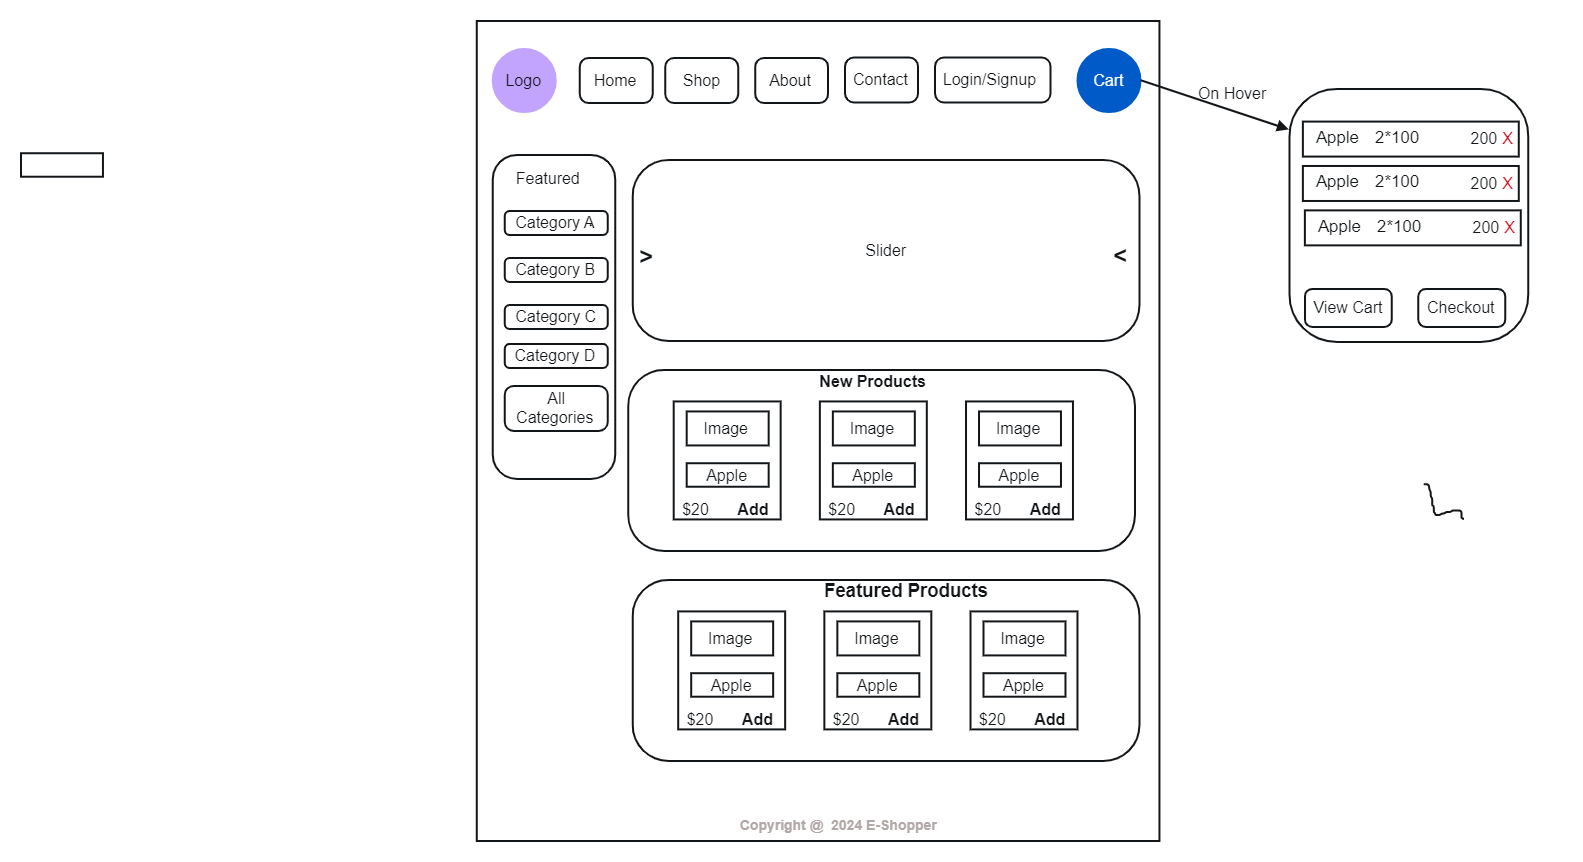 Logo
Home
Shop
About
Contact
Login/Signup
Cart
On Hover
Apple 2*100 200 X
Apple 2*100 200 X
Apple 2*100 200 X
View Cart
Checkout
Featured
Category A
Category B
Category C
Category D
All
Categories
> Slider <
New Products
Image Image Image
Apple Apple Apple
$20 Add $20 Add $20 Add
Featured Products
Image Image Image
Apple Apple Apple
$20 Add $20 Add $20 Add
Copyright @ 2024 E-Shopper